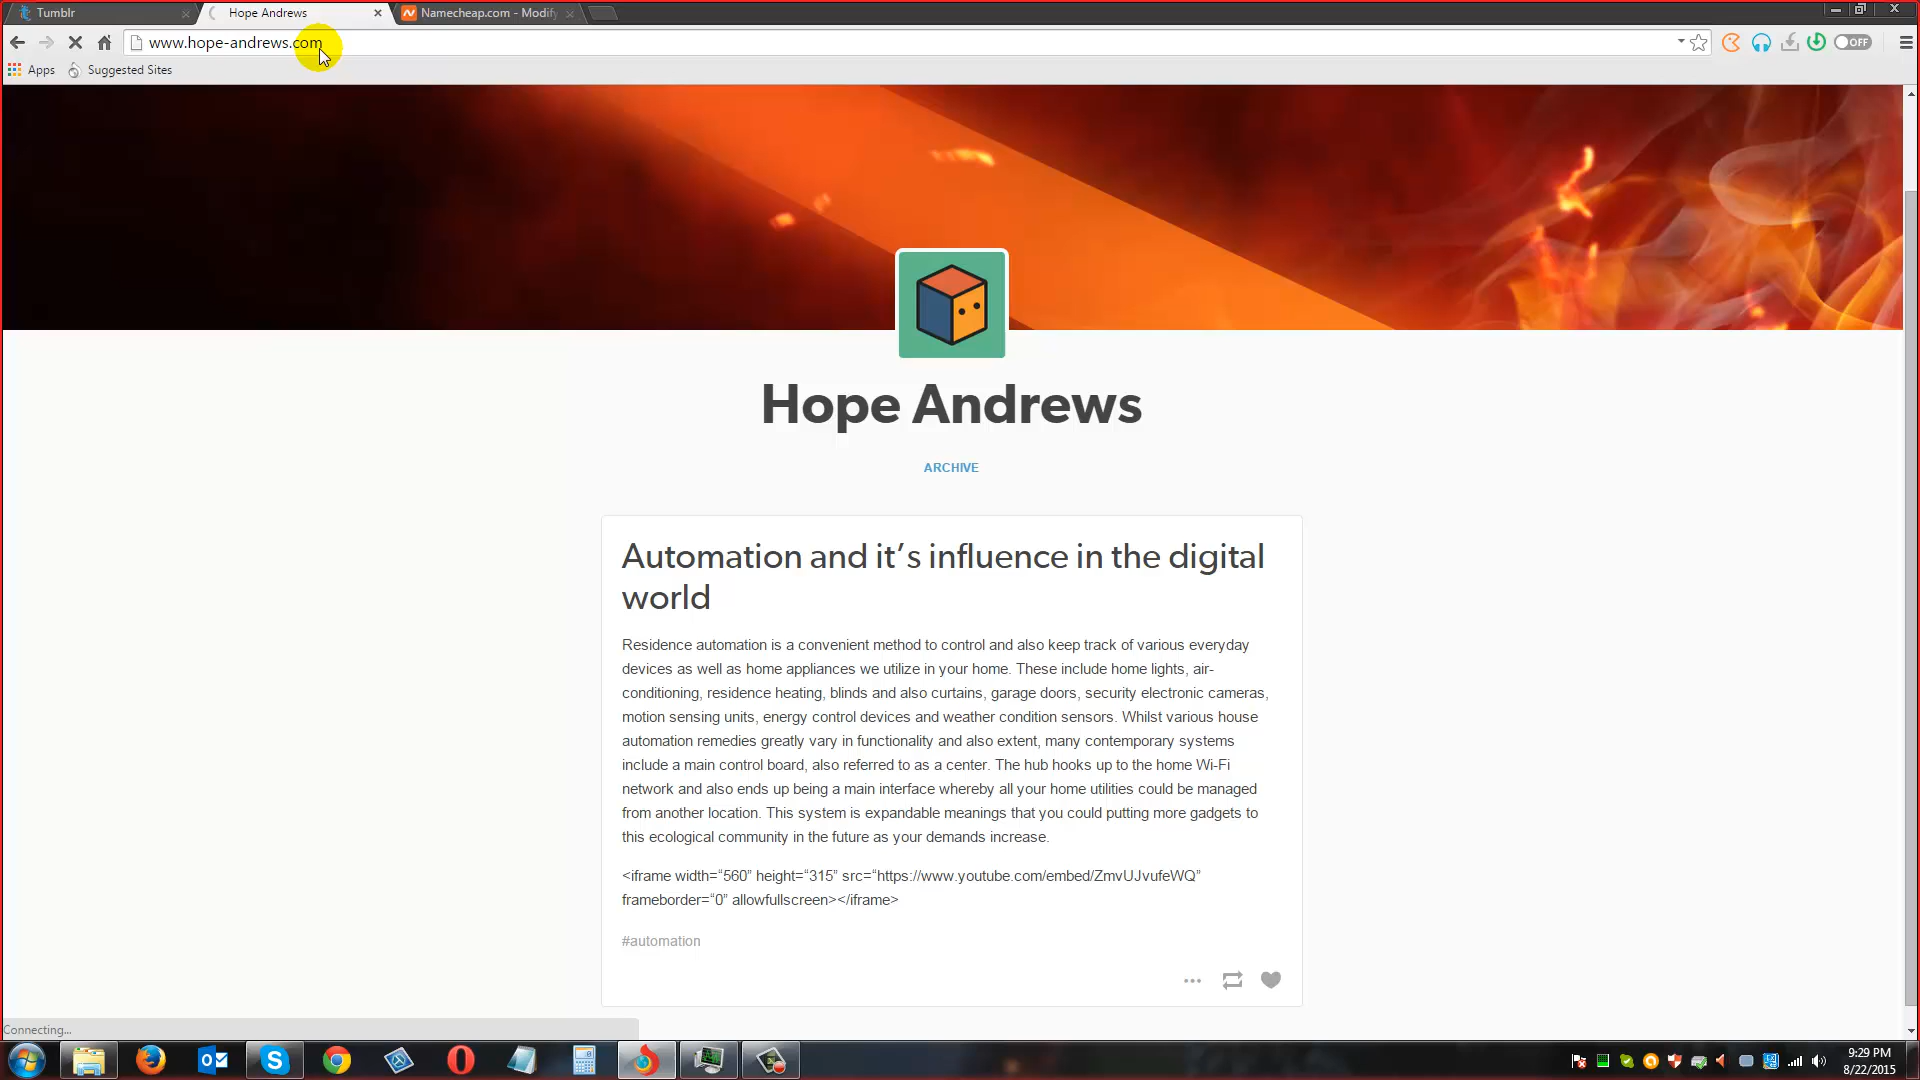 Tumblr
Hope Andrews
Namecheap.com - Modify
www.hope-andrews.com
OFF
Apps
Suggested Sites
Hope Andrews
ARCHIVE
Automation and it’s influence in the digital
world
Residence automation is a convenient method to control and also keep track of various everyday
devices as well as home appliances we utilize in your home. These include home lights, air-
conditioning, residence heating, blinds and also curtains, garage doors, security electronic cameras,
motion sensing units, energy control devices and weather condition sensors. Whilst various house
automation remedies greatly vary in functionality and also extent, many contemporary systems
include a main control board, also referred to as a center. The hub hooks up to the home Wi-Fi
network and also ends up being a main interface whereby all your home utilities could be managed
from another location. This system is expandable meanings that you could putting more gadgets to
this ecological community in the future as your demands increase.
<iframe width=“560” height=“315” src=“https://www.youtube.com/embed/ZmvUJvufeWQ”
frameborder=“0” allowfullscreen></iframe>
#automation
Connecting...
9:29 PM
8/22/2015